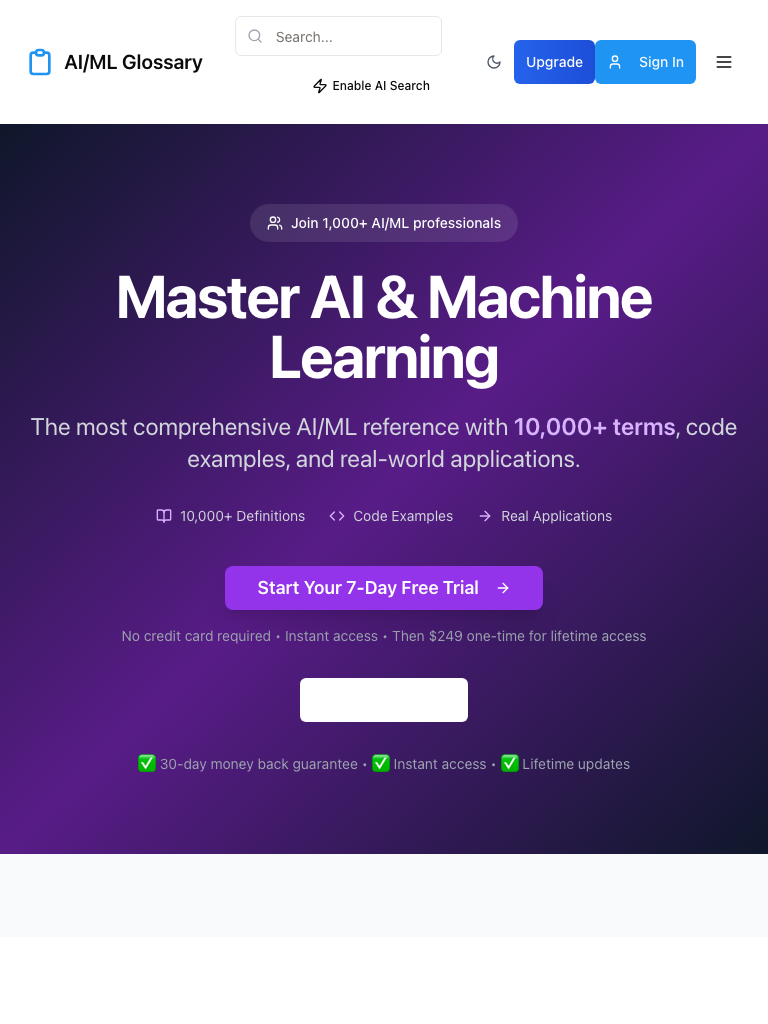 AI/ML Glossary
Search...
Enable AI Search
Upgrade
Sign In
Join 1,000+ AI/ML professionals
Master AI & Machine
Learning
The most comprehensive AI/ML reference with 10,000+ terms, code
examples, and real-world applications.
10,000+ Definitions
Code Examples
Real Applications
Start Your 7-Day Free Trial
No credit card required • Instant access • Then $249 one-time for lifetime access
✅ 30-day money back guarantee • ✅ Instant access • ✅ Lifetime updates